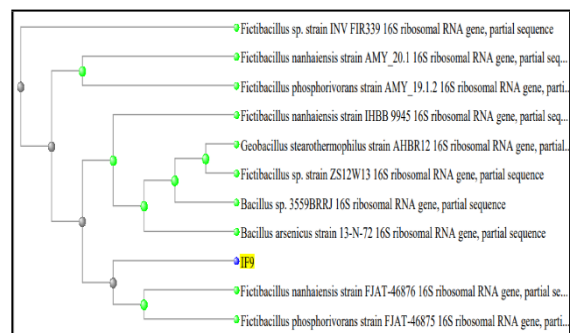 Fictibacillus sp. strain INV FIR339 16S ribosomal RNA gene, partial sequence
Fictibacillus nanhaiensis strain AMY_20.1 16S ribosomal RNA gene, partial seq...
Fictibacillus phosphorivorans strain AMY_19.1.2 16S ribosomal RNA gene, parti...
Fictibacillus nanhaiensis strain IHBB 9945 16S ribosomal RNA gene, partial seq...
Geobacillus stearothermophilus strain AHBR12 16S ribosomal RNA gene, partial...
Fictibacillus sp. strain ZS12W13 16S ribosomal RNA gene, partial sequence
Bacillus sp. 3559BRRJ 16S ribosomal RNA gene, partial sequence
Bacillus arsenicus strain 13-N-72 16S ribosomal RNA gene, partial sequence
IF9
Fictibacillus nanhaiensis strain FJAT-46876 16S ribosomal RNA gene, partial se...
Fictibacillus phosphorivorans strain FJAT-46875 16S ribosomal RNA gene, parti...